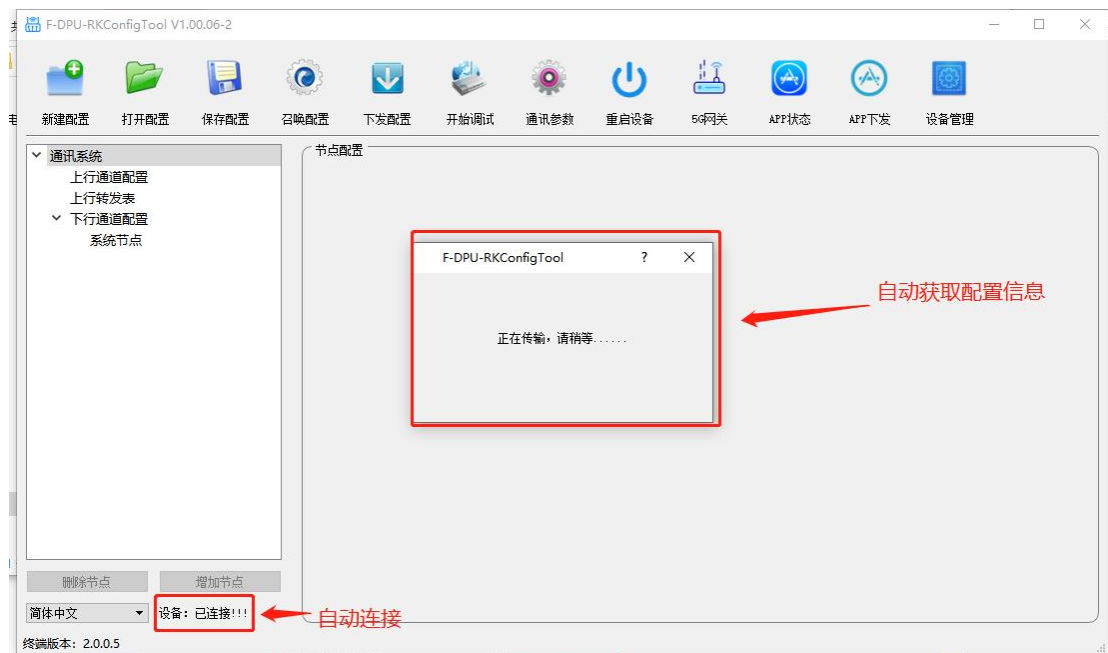 F-DPU-RKConfigTool V1.00.06-2
新建配置 打开配置 保存配置 召唤配置 下发配置 开始调试 通讯参数 重启设备 5G网关 APP状态 APP下发 设备管理
通讯系统
上行通道配置
上行转发表
下行通道配置
系统节点
节点配置
F-DPU-RKConfigTool
?
正在传输，请稍等......
自动获取配置信息
删除节点 增加节点
简体中文 设备：已连接!!!
自动连接
终端版本：2.0.0.5